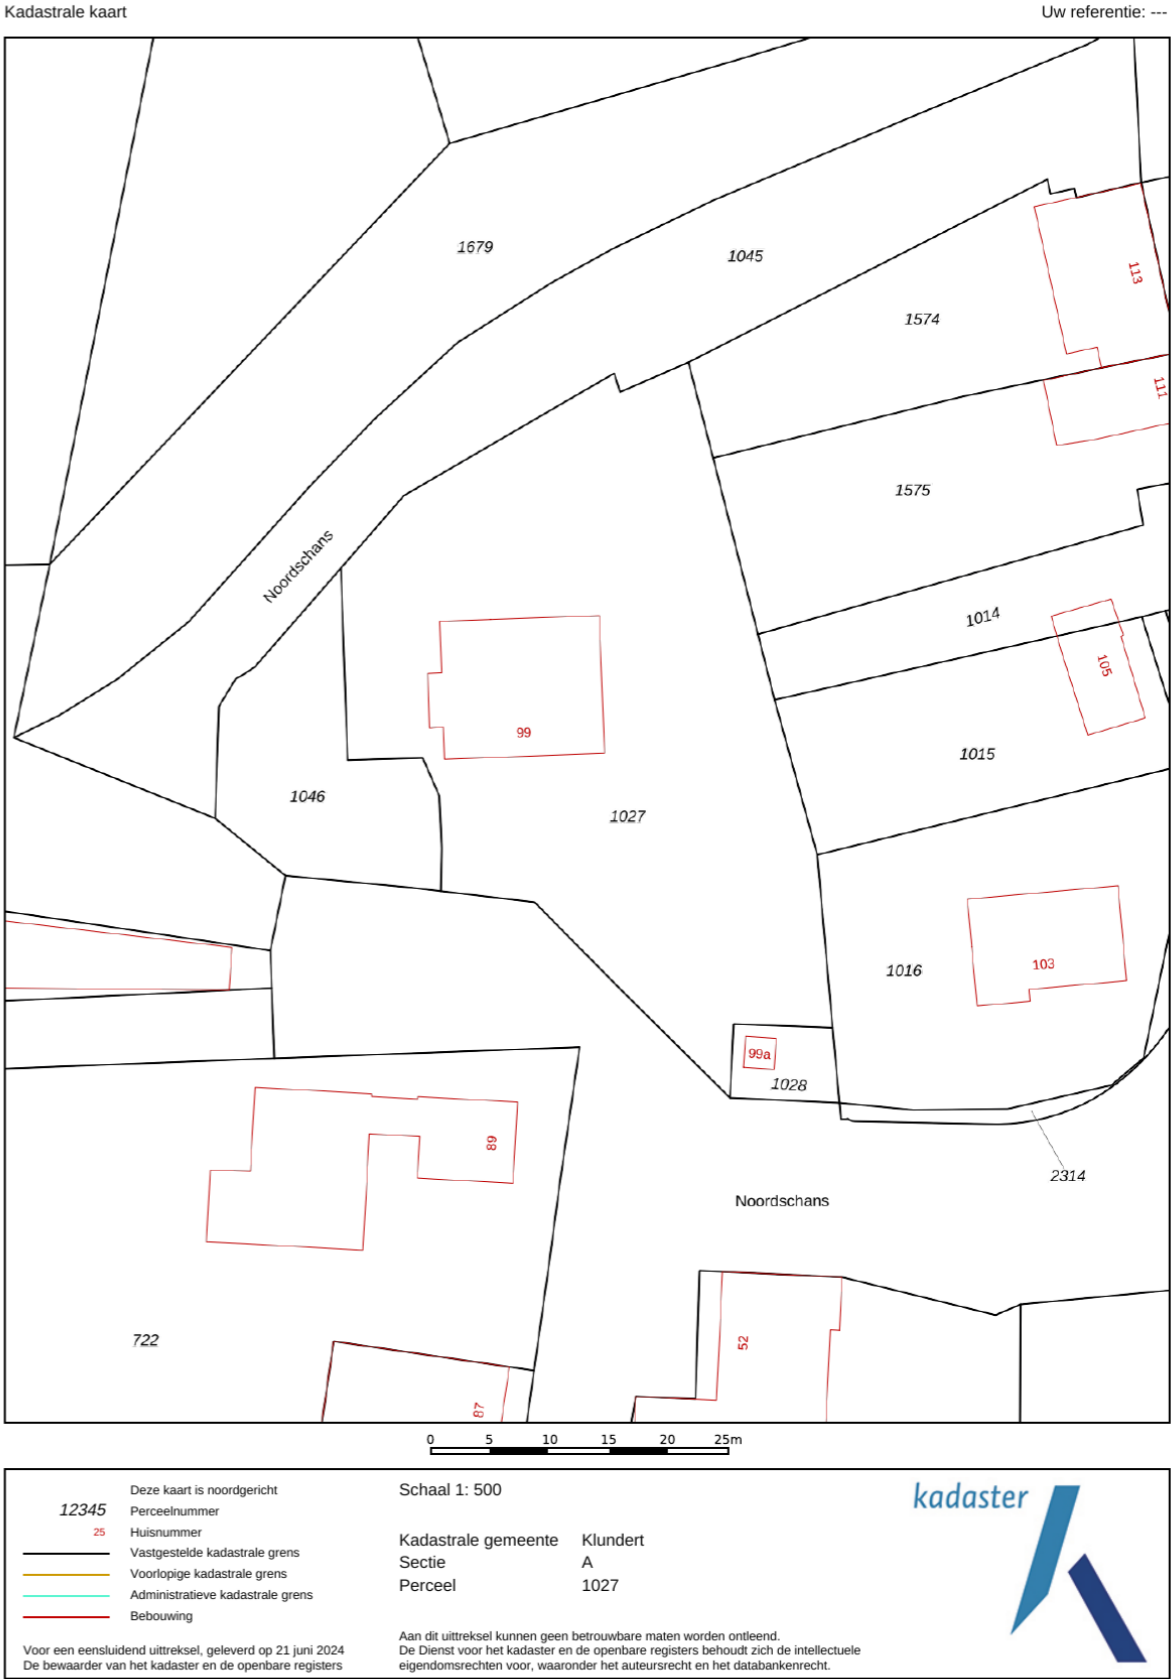 Kadastrale kaart
Uw referentie: ---
1679
1045
113
1574
111
1575
Noordschans
1014
105
99
1015
1046
1027
1016
103
99a
1028
89
2314
Noordschans
722
52
87
0 5 10 15 20 25m
Deze kaart is noordgericht
12345 Perceelnummer
25 Huisnummer
Vastgestelde kadastrale grens
Voorlopige kadastrale grens
Administratieve kadastrale grens
Bebouwing
Voor een eensluidend uittreksel, geleverd op 21 juni 2024
De bewaarder van het kadaster en de openbare registers
Schaal 1: 500
Kadastrale gemeente Klundert
Sectie A
Perceel 1027
Aan dit uittreksel kunnen geen betrouwbare maten worden ontleend.
De Dienst voor het kadaster en de openbare registers behoudt zich de intellectuele
eigendomsrechten voor, waaronder het auteursrecht en het databankenrecht.
kadaster